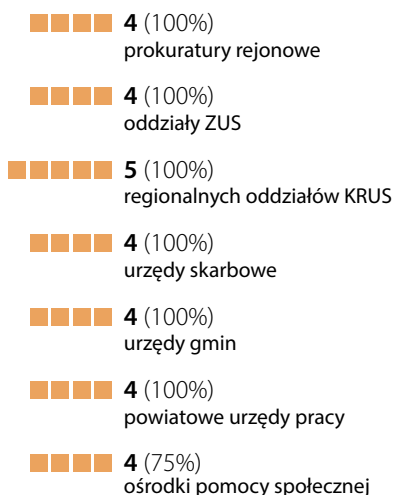 4 (100%)
prokuratury rejonowe
4 (100%)
oddziały ZUS
5 (100%)
regionalnych oddziałów KRUS
4 (100%)
urzędy skarbowe
4 (100%)
urzędy gmin
4 (100%)
powiatowe urzędy pracy
4 (75%)
ośrodki pomocy społecznej